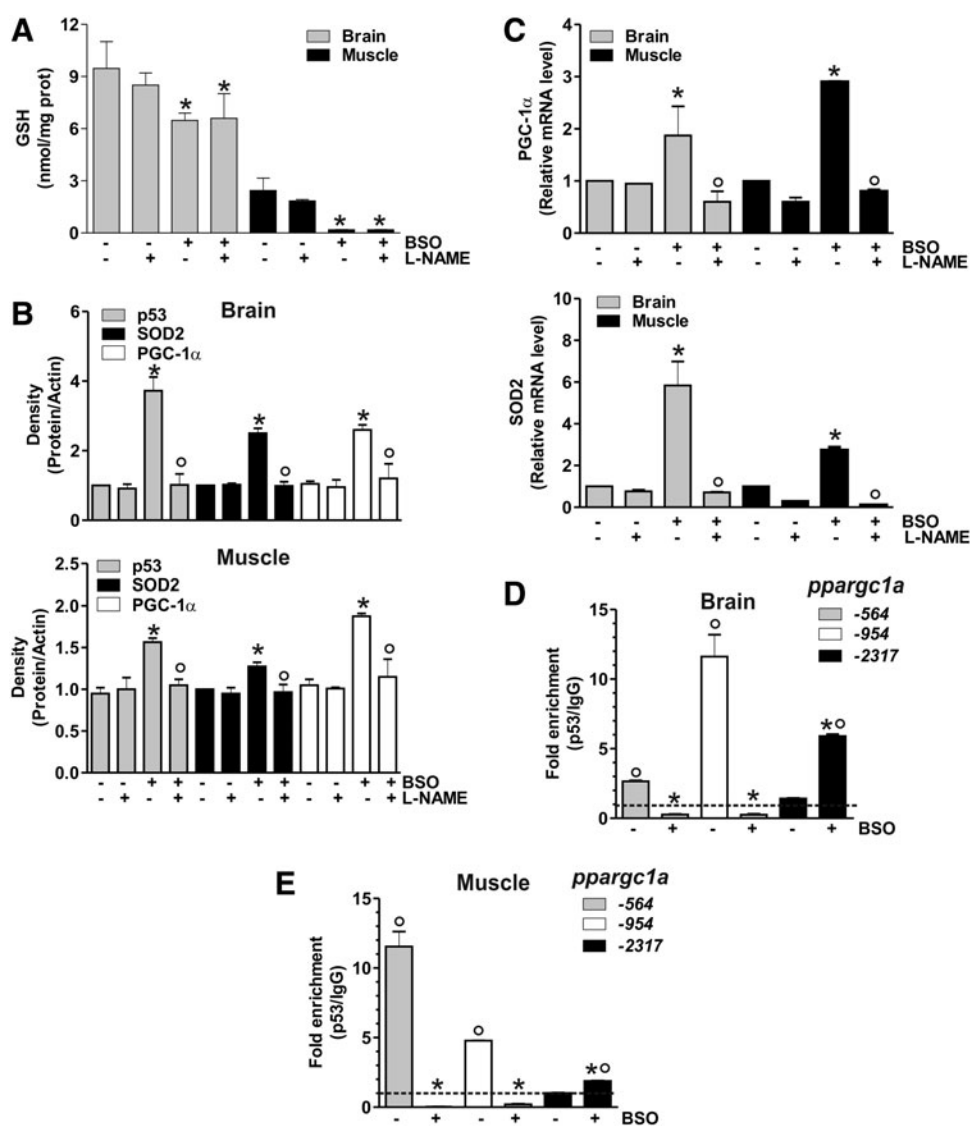 A
Brain
Muscle
GSH
(nmol/mg prot)
12
9
6
3
0
* * * *
- - + + - - + + BSO
- + - + - + - + L-NAME
B
Brain
p53
SOD2
PGC-1α
Density
(Protein/Actin)
6
4
2
0
* ○ * ○ * ○
Muscle
p53
SOD2
PGC-1α
Density
(Protein/Actin)
2.5
2.0
1.5
1.0
0.5
0.0
* ○ * ○ * ○
- - + + - - + + - - + + BSO
- + - + - + - + - + - + L-NAME
C
Brain
Muscle
PGC-1α
(Relative mRNA level)
4
3
2
1
0
* ○ * ○
- - + + - - + + BSO
- + - + - + - + L-NAME
Brain
Muscle
SOD2
(Relative mRNA level)
10
8
6
4
2
0
* ○ * ○
- - + + - - + + BSO
- + - + - + - + L-NAME
D
Brain
ppargc1a
-564
-954
-2317
Fold enrichment
(p53/IgG)
15
10
5
0
○ * ○ * *○
- + - + - + BSO
E
Muscle
ppargc1a
-564
-954
-2317
Fold enrichment
(p53/IgG)
15
10
5
0
○ * ○ * *○
- + - + - + BSO